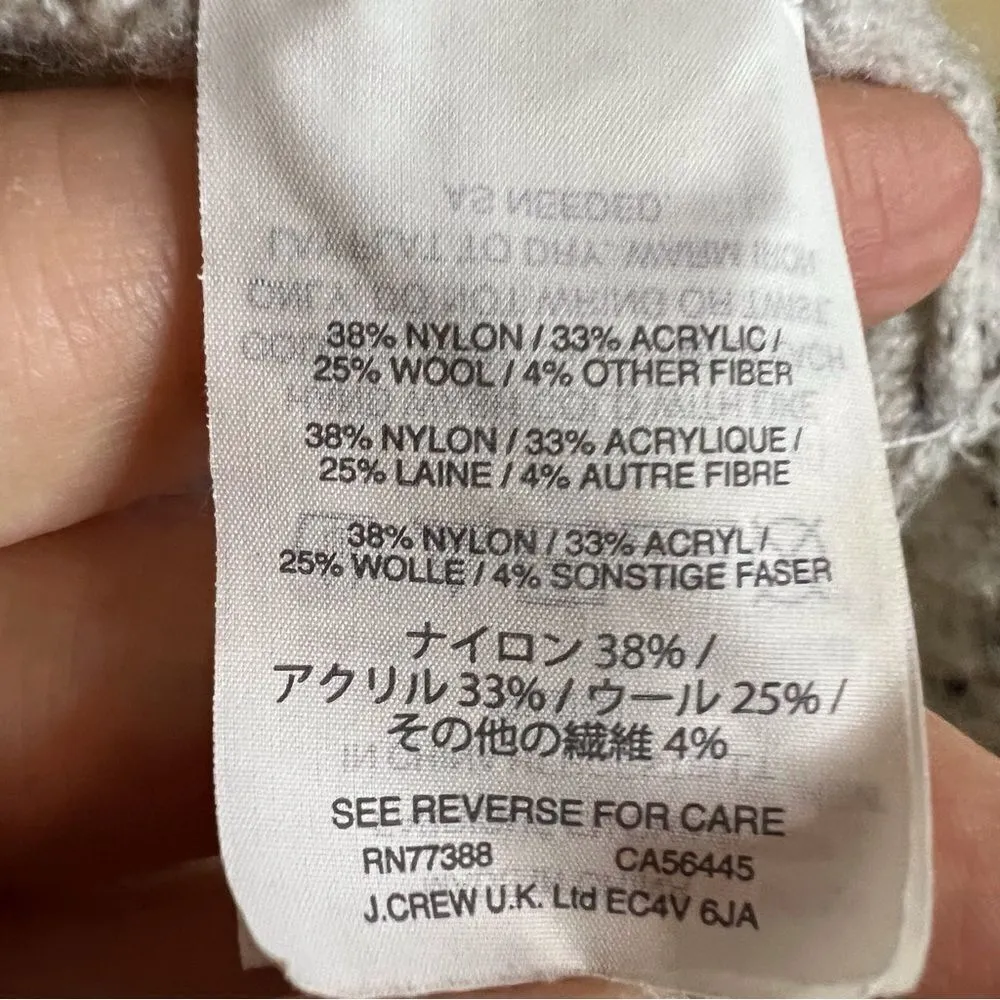 38% NYLON / 33% ACRYLIC /
25% WOOL / 4% OTHER FIBER
38% NYLON / 33% ACRYLIQUE /
25% LAINE / 4% AUTRE FIBRE
38% NYLON / 33% ACRYL /
25% WOLLE / 4% SONSTIGE FASER
ナイロン 38% /
アクリル 33% / ウール 25% /
その他の繊維 4%
SEE REVERSE FOR CARE
RN77388 CA56445
J.CREW U.K. Ltd EC4V 6JA